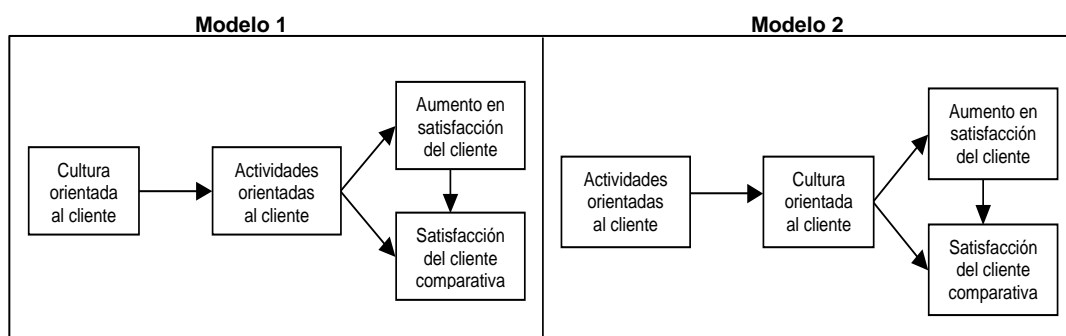 Modelo 1
Aumento en
satisfacción
del cliente
Cultura
orientada
al cliente
Actividades
orientadas
al cliente
Satisfacción
del cliente
comparativa
Modelo 2
Aumento en
satisfacción
del cliente
Actividades
orientadas
al cliente
Cultura
orientada
al cliente
Satisfacción
del cliente
comparativa